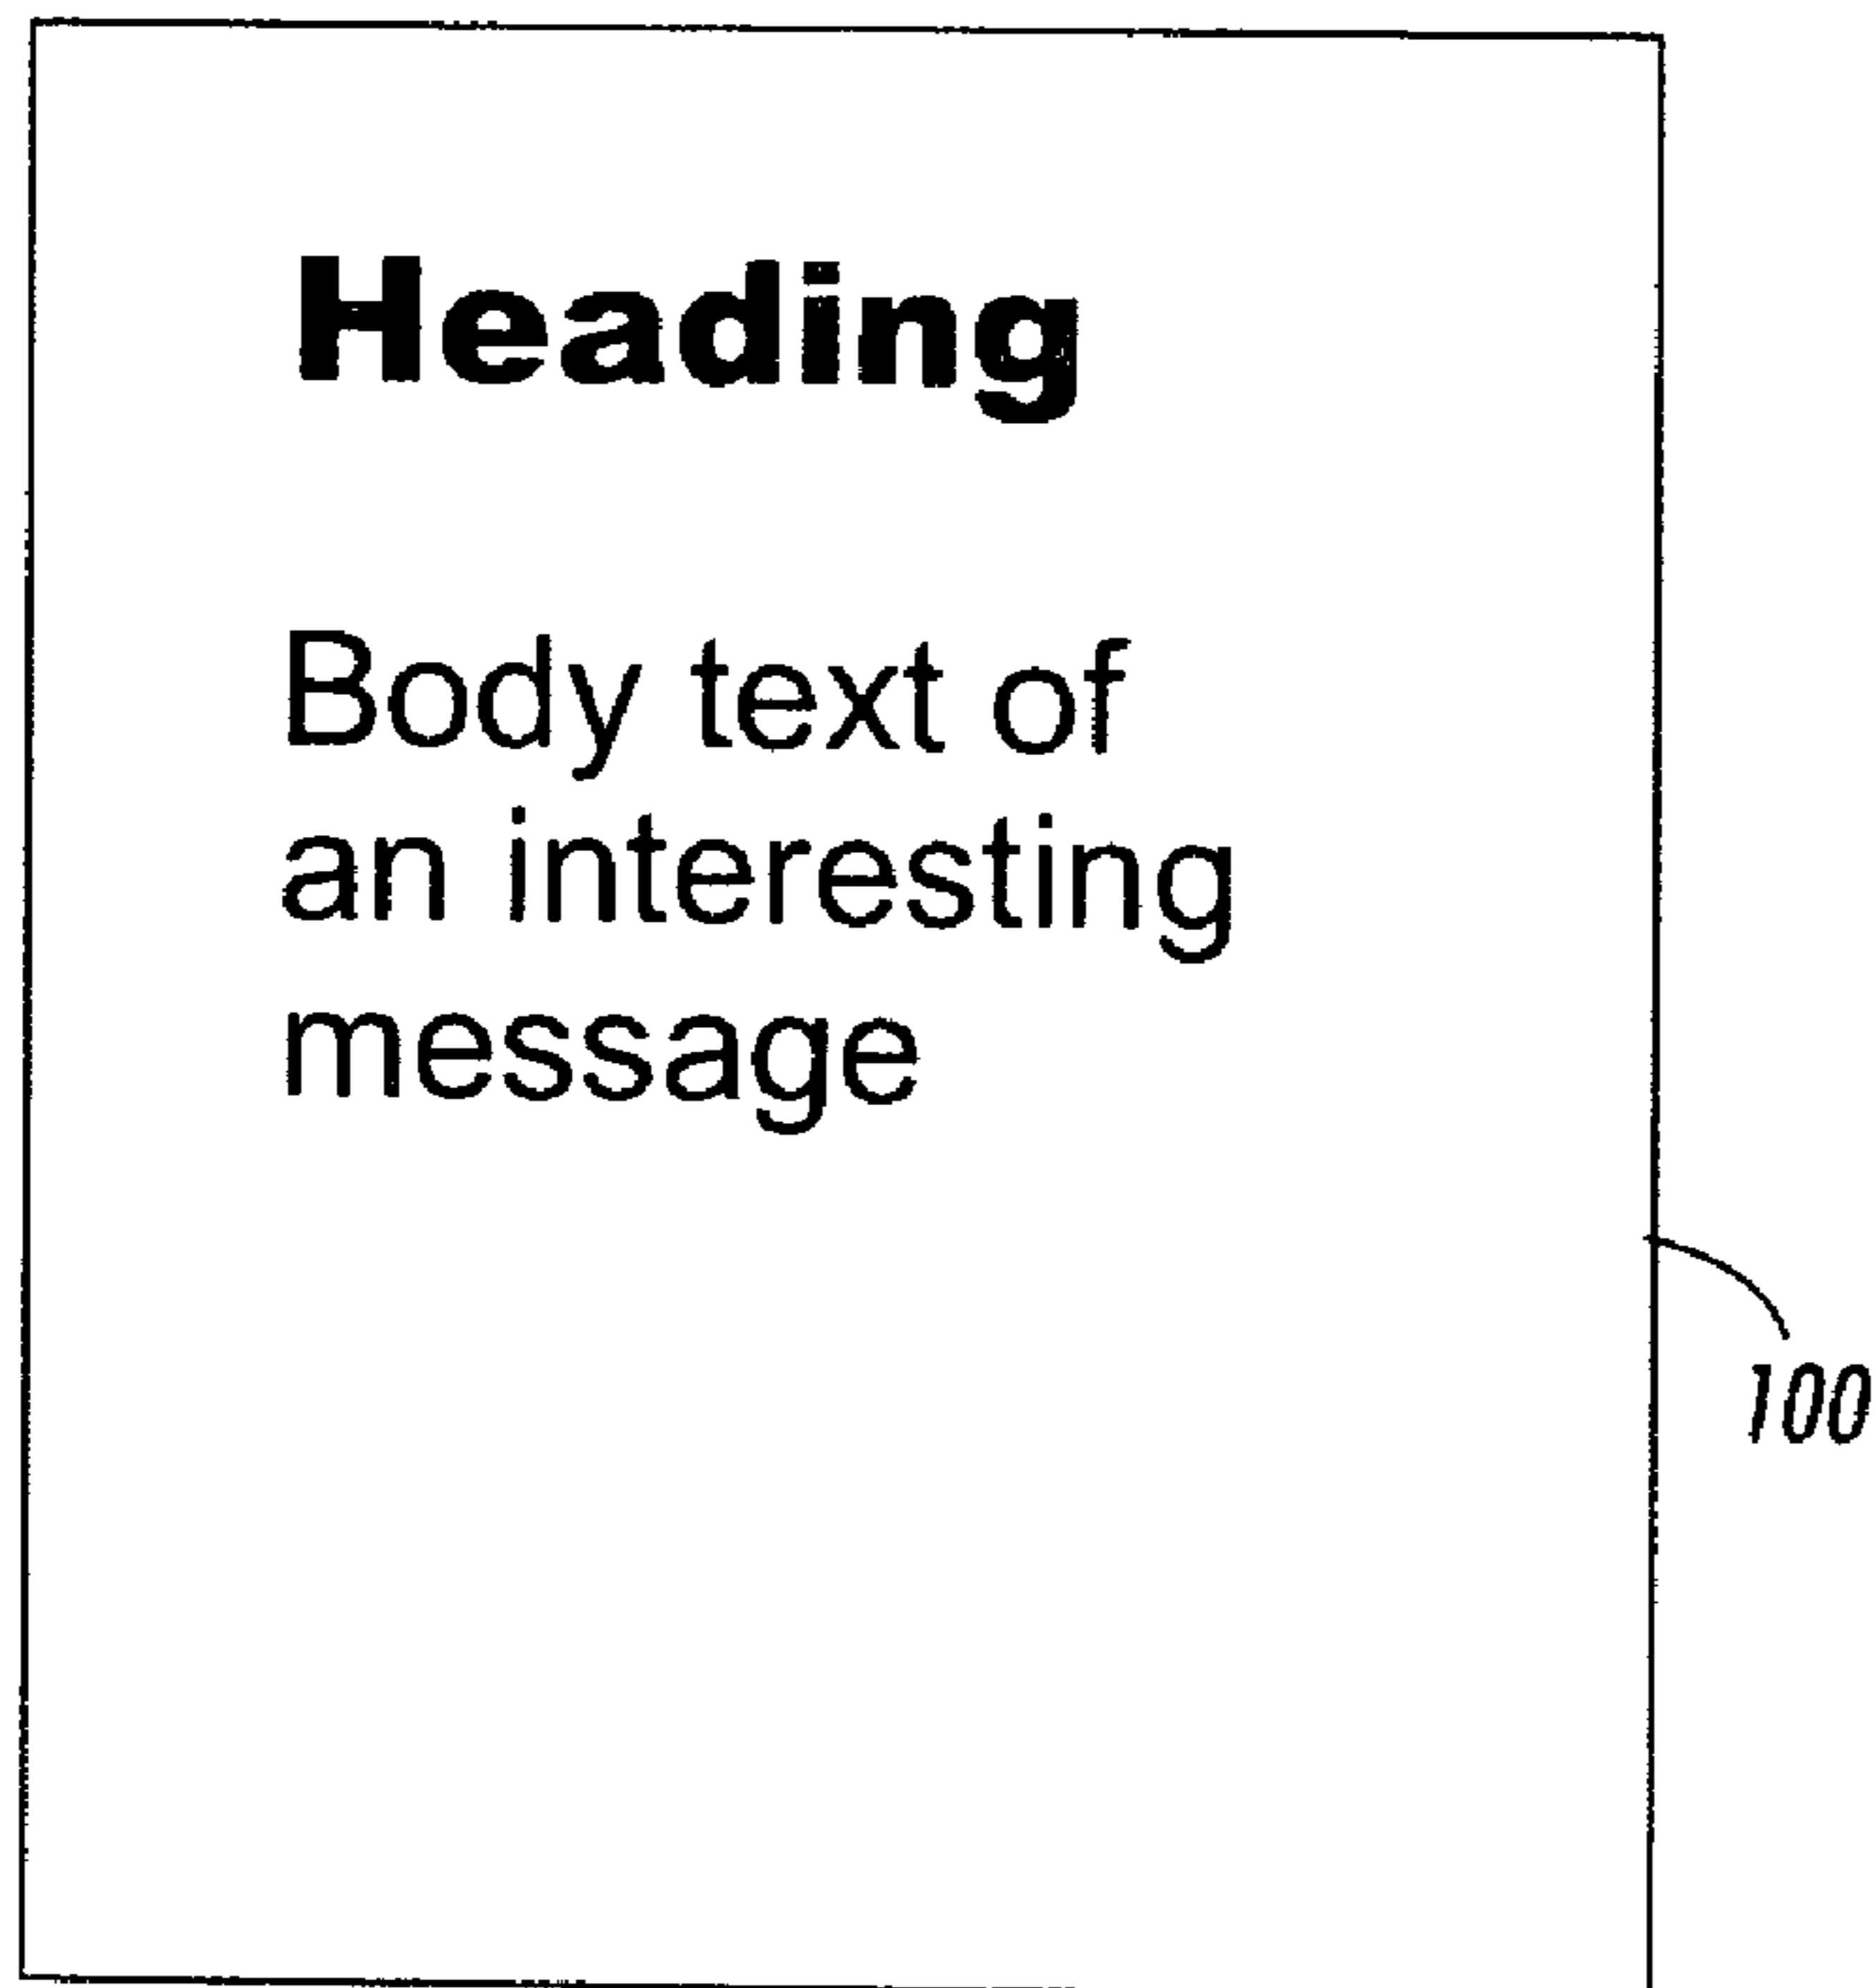 Heading
Body text of
an interesting
message
100